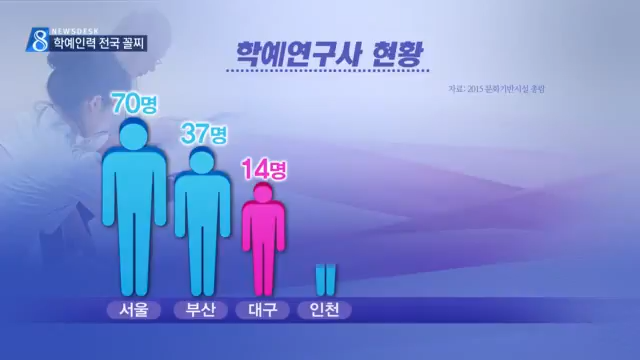 NEWSDESK
8 학예인력 전국 꼴찌
학예연구사 현황
자료: 2015 문화기반시설 총람
70명
37명
14명
서울 부산 대구 인천